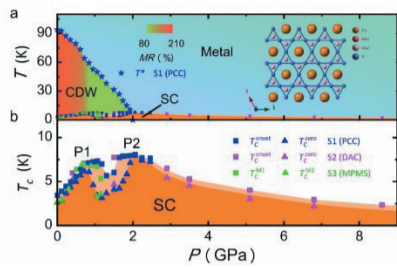 a
T (K)
90
60
30
0
80 210
MR (%)
T* S1 (PCC)
Metal
CDW
SC
b
T_c (K)
10
5
0
P1
P2
T_c^onset T_c^zero S1 (PCC)
T_c^onset T_c^zero S2 (DAC)
T_c^M1 T_c^M2 S3 (MPMS)
SC
0 2 4 6 8
P (GPa)